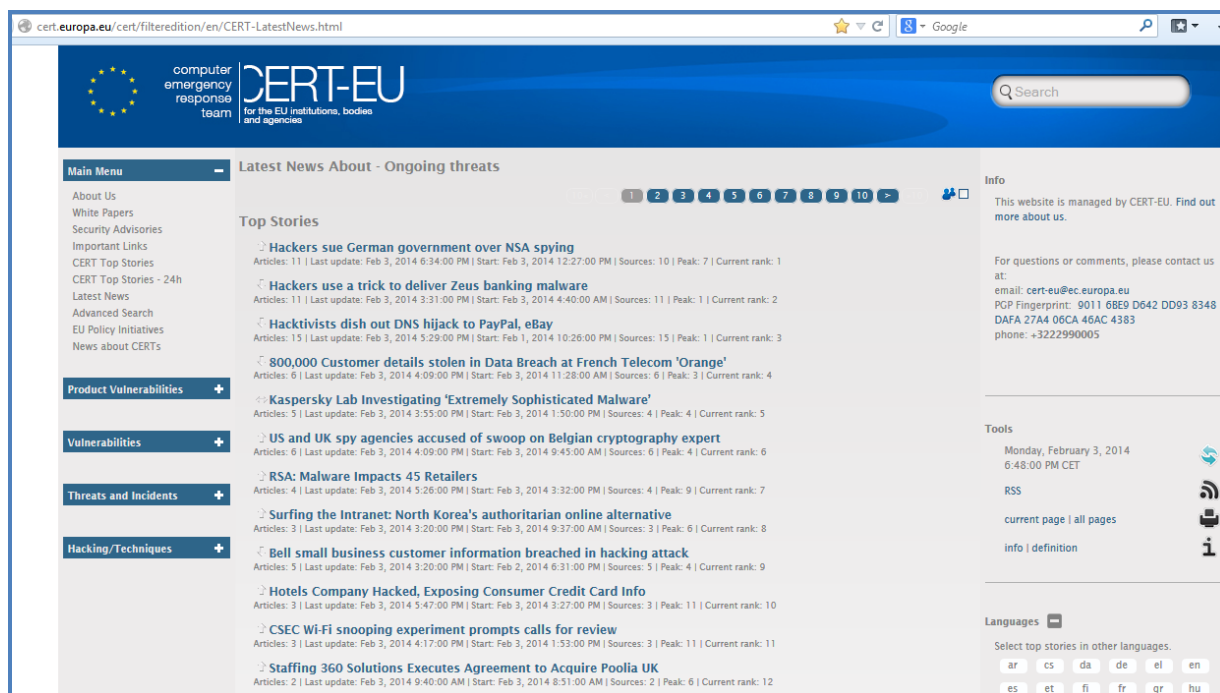 cert.europa.eu/cert/filteredition/en/CERT-LatestNews.html
Google
computer
emergency
response
team
CERT-EU
for the EU institutions, bodies
and agencies
Search
Main Menu
About Us
White Papers
Security Advisories
Important Links
CERT Top Stories
CERT Top Stories - 24h
Latest News
Advanced Search
EU Policy Initiatives
News about CERTs
Product Vulnerabilities
Vulnerabilities
Threats and Incidents
Hacking/Techniques
Latest News About - Ongoing threats
1 2 3 4 5 6 7 8 9 10 >
Top Stories
Hackers sue German government over NSA spying
Articles: 11 | Last update: Feb 3, 2014 6:34:00 PM | Start: Feb 3, 2014 12:27:00 PM | Sources: 10 | Peak: 7 | Current rank: 1
Hackers use a trick to deliver Zeus banking malware
Articles: 11 | Last update: Feb 3, 2014 3:31:00 PM | Start: Feb 3, 2014 4:40:00 AM | Sources: 11 | Peak: 1 | Current rank: 2
Hacktivists dish out DNS hijack to PayPal, eBay
Articles: 15 | Last update: Feb 3, 2014 5:29:00 PM | Start: Feb 1, 2014 10:26:00 PM | Sources: 15 | Peak: 1 | Current rank: 3
800,000 Customer details stolen in Data Breach at French Telecom 'Orange'
Articles: 6 | Last update: Feb 3, 2014 4:09:00 PM | Start: Feb 3, 2014 11:28:00 AM | Sources: 6 | Peak: 3 | Current rank: 4
Kaspersky Lab Investigating ‘Extremely Sophisticated Malware’
Articles: 5 | Last update: Feb 3, 2014 3:55:00 PM | Start: Feb 3, 2014 1:50:00 PM | Sources: 4 | Peak: 4 | Current rank: 5
US and UK spy agencies accused of swoop on Belgian cryptography expert
Articles: 6 | Last update: Feb 3, 2014 4:09:00 PM | Start: Feb 3, 2014 9:45:00 AM | Sources: 6 | Peak: 4 | Current rank: 6
RSA: Malware Impacts 45 Retailers
Articles: 4 | Last update: Feb 3, 2014 5:26:00 PM | Start: Feb 3, 2014 3:32:00 PM | Sources: 4 | Peak: 9 | Current rank: 7
Surfing the Intranet: North Korea's authoritarian online alternative
Articles: 3 | Last update: Feb 3, 2014 3:20:00 PM | Start: Feb 3, 2014 9:37:00 AM | Sources: 3 | Peak: 6 | Current rank: 8
Bell small business customer information breached in hacking attack
Articles: 5 | Last update: Feb 3, 2014 3:20:00 PM | Start: Feb 2, 2014 6:31:00 PM | Sources: 5 | Peak: 4 | Current rank: 9
Hotels Company Hacked, Exposing Consumer Credit Card Info
Articles: 3 | Last update: Feb 3, 2014 5:47:00 PM | Start: Feb 3, 2014 3:27:00 PM | Sources: 3 | Peak: 11 | Current rank: 10
CSEC Wi-Fi snooping experiment prompts calls for review
Articles: 3 | Last update: Feb 3, 2014 4:17:00 PM | Start: Feb 3, 2014 1:53:00 PM | Sources: 3 | Peak: 11 | Current rank: 11
Staffing 360 Solutions Executes Agreement to Acquire Poolia UK
Articles: 2 | Last update: Feb 3, 2014 9:40:00 AM | Start: Feb 3, 2014 8:51:00 AM | Sources: 2 | Peak: 6 | Current rank: 12
Info
This website is managed by CERT-EU. Find out
more about us.
For questions or comments, please contact us
at:
email: cert-eu@ec.europa.eu
PGP Fingerprint: 9011 6BE9 D642 DD93 8348
DAFA 27A4 06CA 46AC 4383
phone: +3222990005
Tools
Monday, February 3, 2014
6:48:00 PM CET
RSS
current page | all pages
info | definition
Languages
Select top stories in other languages.
ar cs da de el en
es et fi fr gr hu